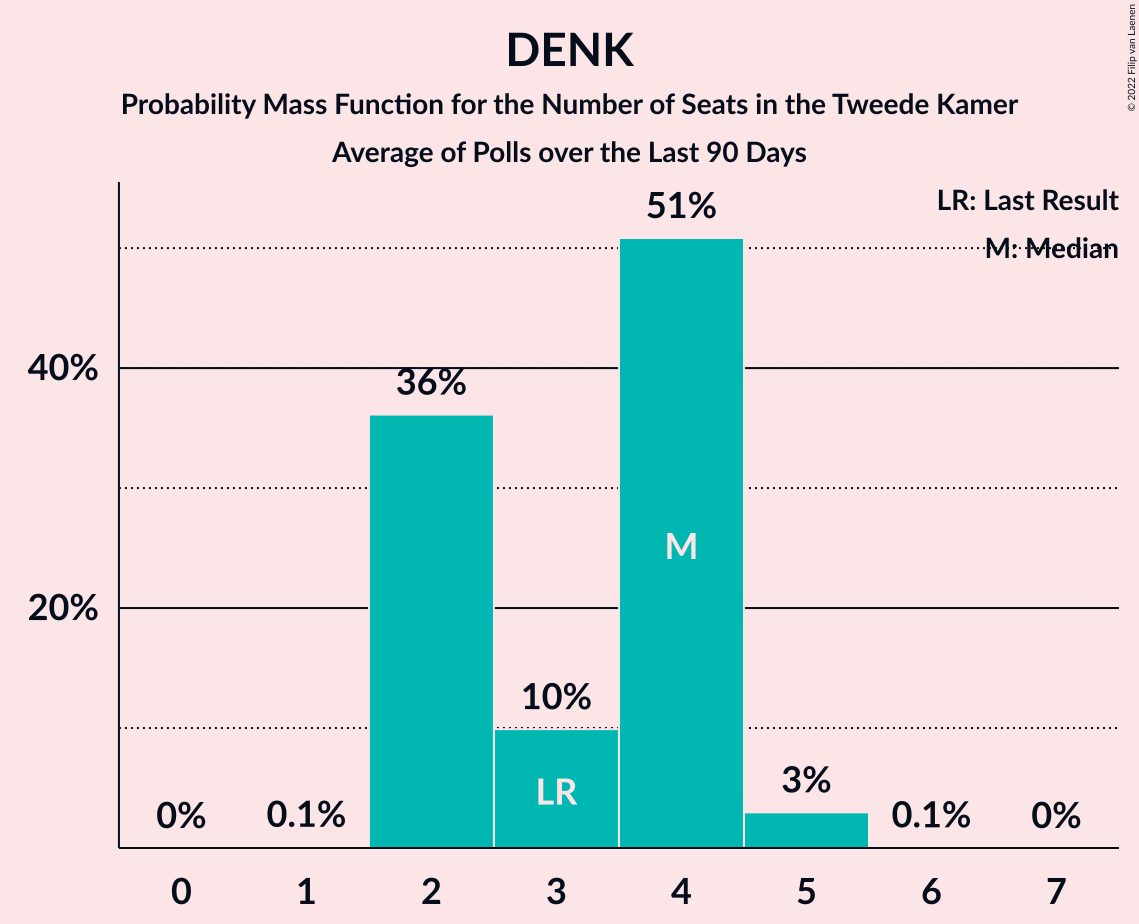 DENK
Probability Mass Function for the Number of Seats in the Tweede Kamer
Average of Polls over the Last 90 Days
© 2022 Filip van Laenen
LR: Last Result
M: Median
51%
40%
36%
M
20%
10%
LR
3%
0%
0.1%
0.1%
0%
0 1 2 3 4 5 6 7